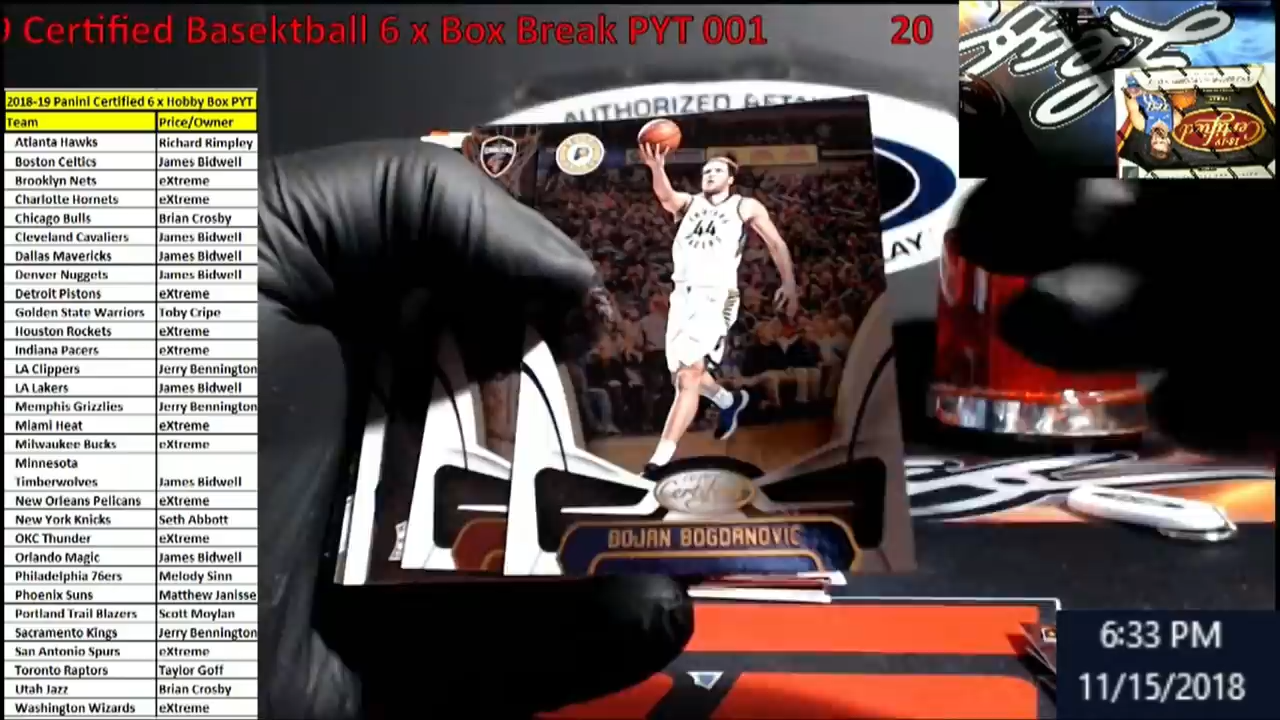 ) Certified Basektball 6 x Box Break PYT 001 20
2018-19 Panini Certified 6 x Hobby Box PYT
Team Price/Owner
Atlanta Hawks Richard Rimpley
Boston Celtics James Bidwell
Brooklyn Nets eXtreme
Charlotte Hornets eXtreme
Chicago Bulls Brian Crosby
Cleveland Cavaliers James Bidwell
Dallas Mavericks James Bidwell
Denver Nuggets James Bidwell
Detroit Pistons eXtreme
Golden State Warriors Toby Cripe
Houston Rockets eXtreme
Indiana Pacers eXtreme
LA Clippers Jerry Bennington
LA Lakers James Bidwell
Memphis Grizzlies Jerry Bennington
Miami Heat eXtreme
Milwaukee Bucks eXtreme
Minnesota
Timberwolves James Bidwell
New Orleans Pelicans eXtreme
New York Knicks Seth Abbott
OKC Thunder eXtreme
Orlando Magic James Bidwell
Philadelphia 76ers Melody Sinn
Phoenix Suns Matthew Janisse
Portland Trail Blazers Scott Moylan
Sacramento Kings Jerry Bennington
San Antonio Spurs eXtreme
Toronto Raptors Taylor Goff
Utah Jazz Brian Crosby
Washington Wizards eXtreme
AUTHORIZED
44
Certified
BOJAN BOGDANOVIĆ
Certified
6:33 PM
11/15/2018